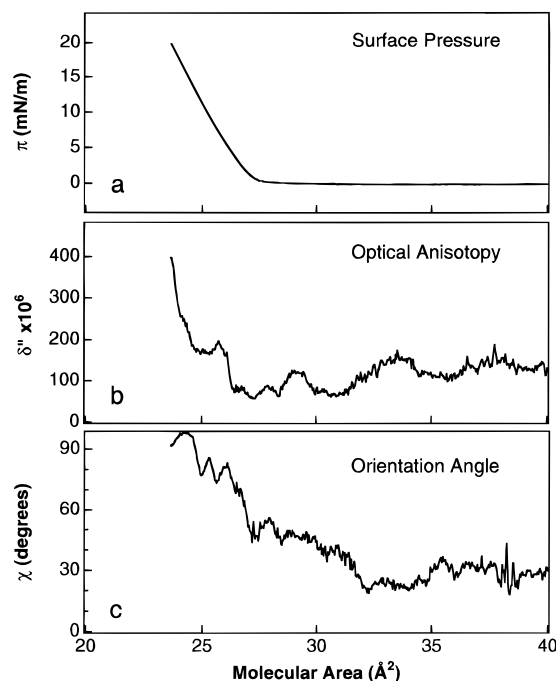 Surface Pressure
20
15
10
5
0
π (mN/m)
a
Optical Anisotopy
400
300
200
100
0
δ" x10⁶
b
Orientation Angle
90
60
30
0
χ (degrees)
c
20 25 30 35 40
Molecular Area (Å²)